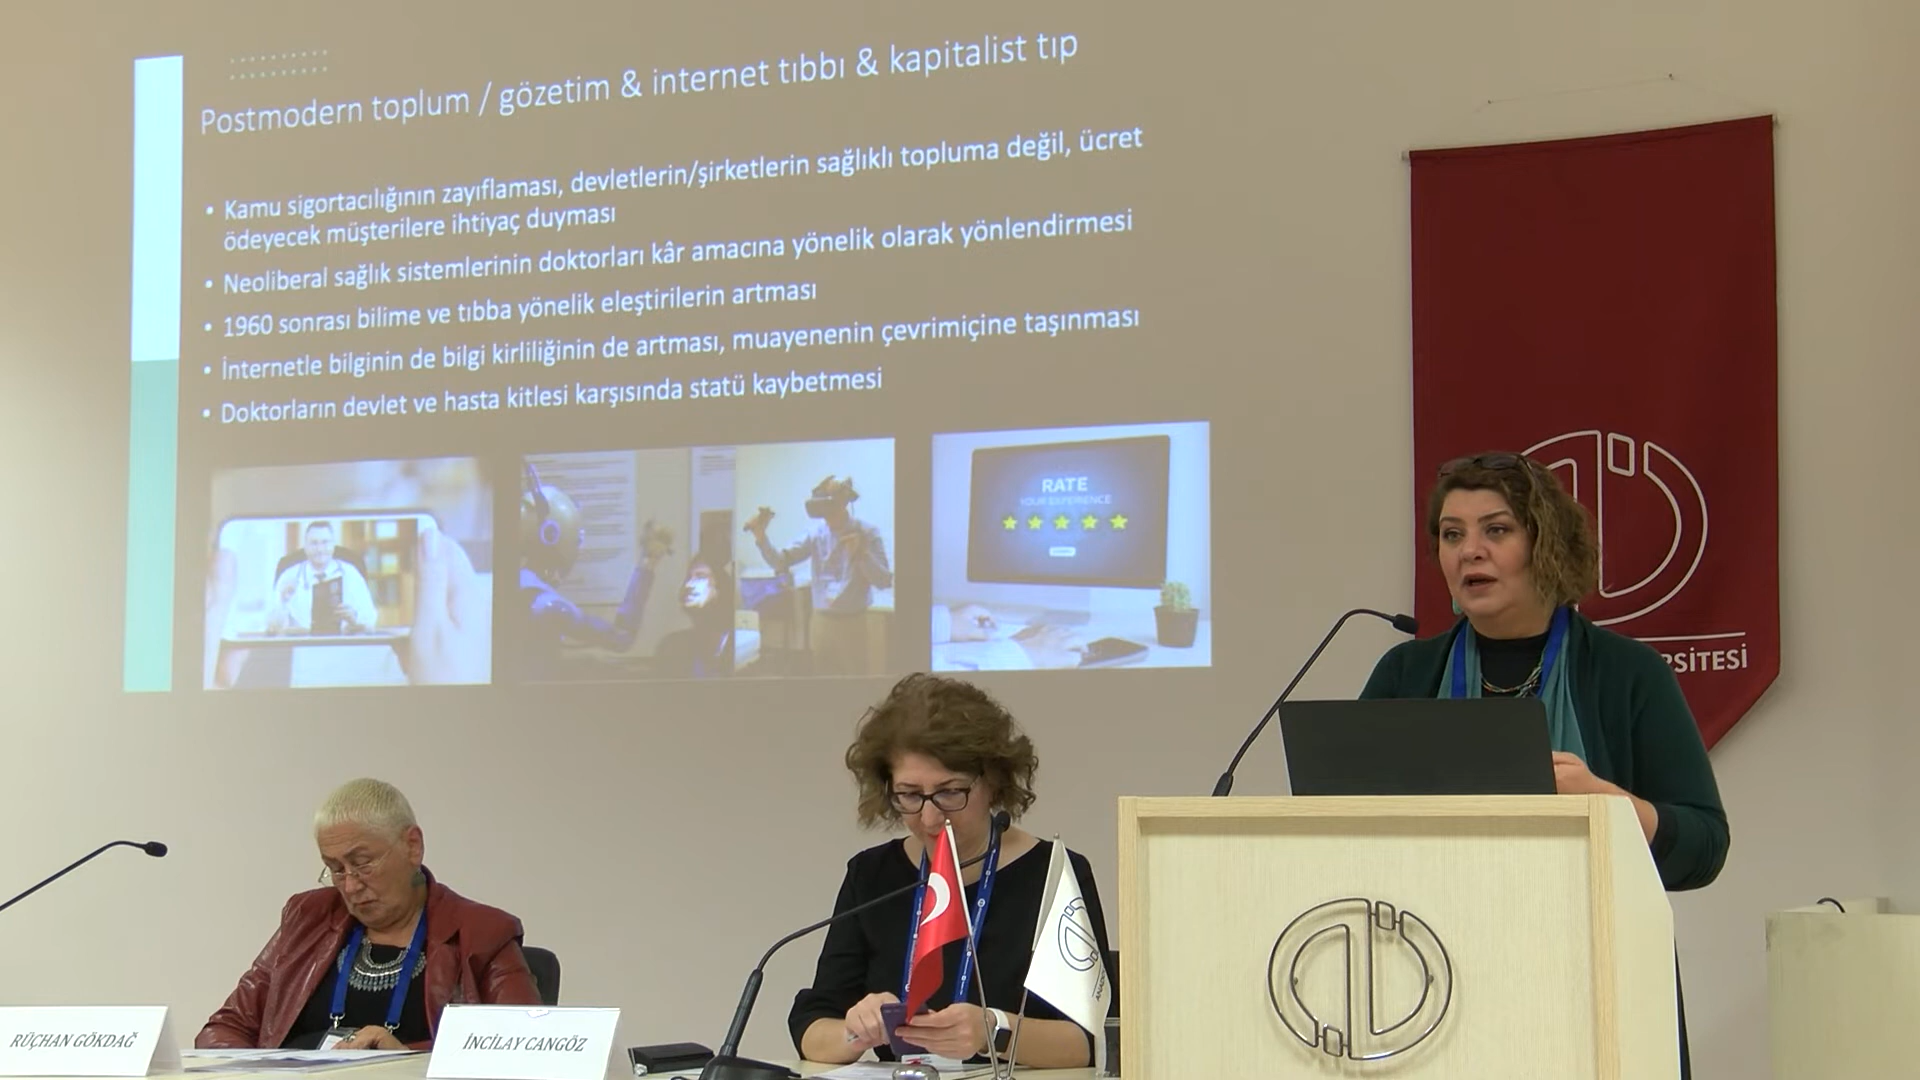 Postmodern toplum / gözetim & internet tıbbı & kapitalist tıp
• Kamu sigortacılığının zayıflaması, devletlerin/şirketlerin sağlıklı topluma değil, ücret
ödeyecek müşterilere ihtiyaç duyması
• Neoliberal sağlık sistemlerinin doktorları kâr amacına yönelik olarak yönlendirmesi
• 1960 sonrası bilime ve tıbba yönelik eleştirilerin artması
• İnternetle bilginin de bilgi kirliliğinin de artması, muayenenin çevrimiçine taşınması
• Doktorların devlet ve hasta kitlesi karşısında statü kaybetmesi
RATE
YOUR EXPERIENCE
RSİTESİ
RÜÇHAN GÖKDAĞ
İNCİLAY CANGÖZ